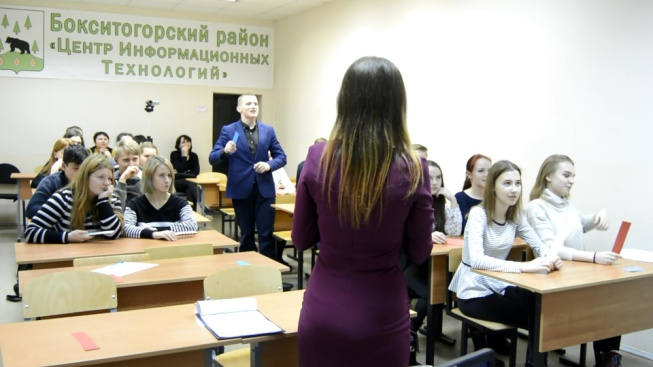 Бокситогорский район
«Центр Информационных
Технологий»